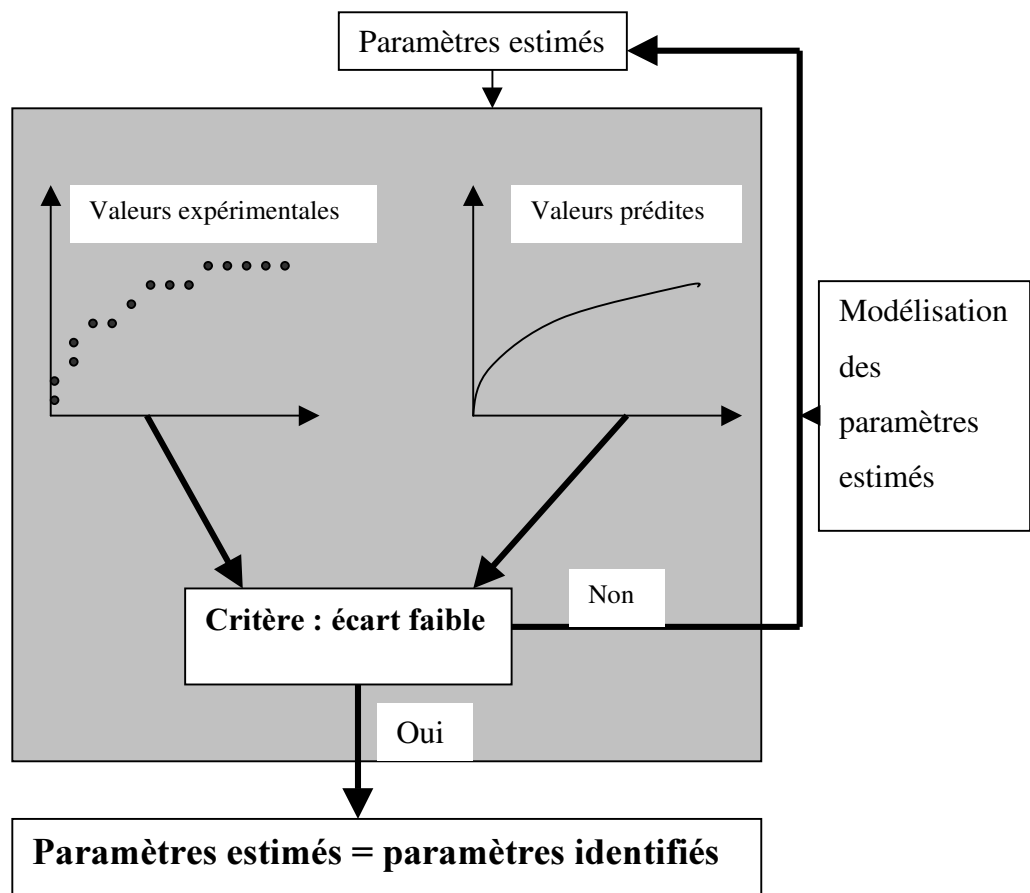 Paramètres estimés
Valeurs expérimentales
Valeurs prédites
Modélisation
des
paramètres
estimés
Critère : écart faible
Non
Oui
Paramètres estimés = paramètres identifiés